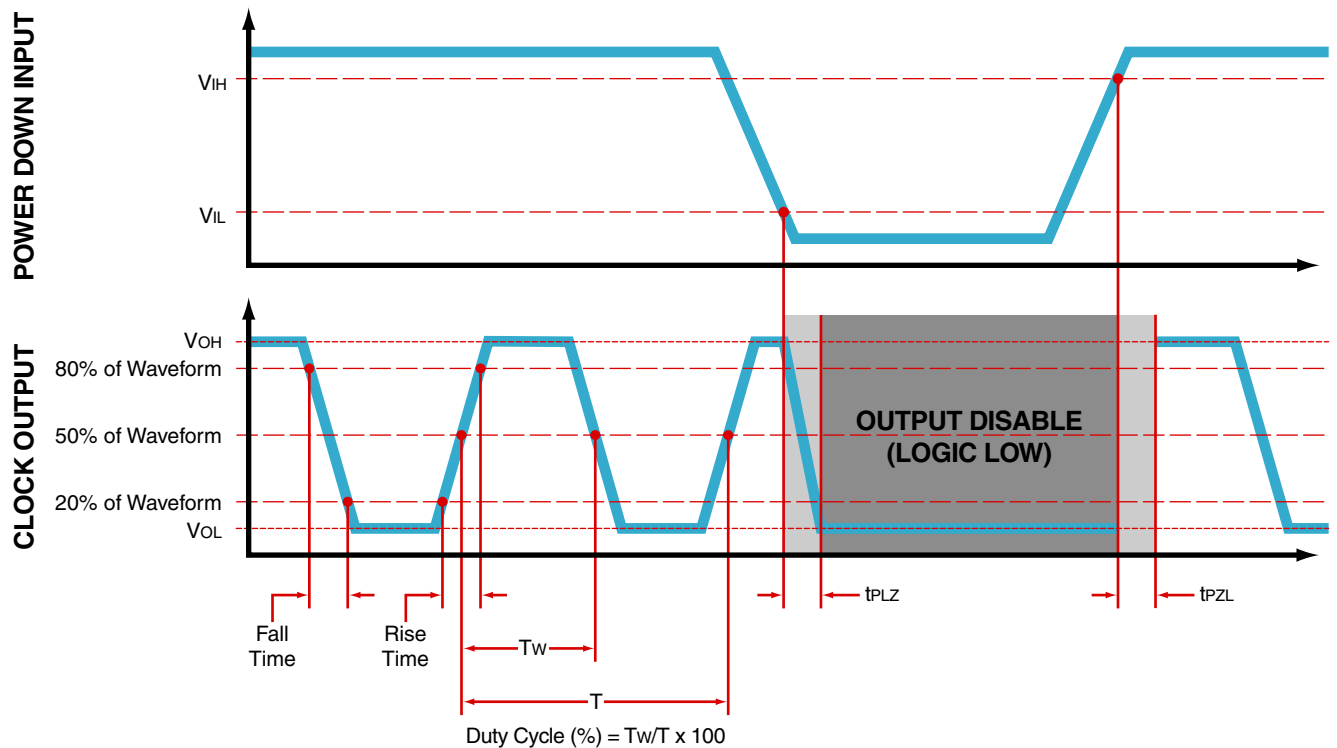 POWER DOWN INPUT
VIH
VIL
CLOCK OUTPUT
VOH
80% of Waveform
50% of Waveform
20% of Waveform
VOL
OUTPUT DISABLE
(LOGIC LOW)
tPLZ
tPZL
Fall
Time
Rise
Time
TW
T
Duty Cycle (%) = TW/T x 100